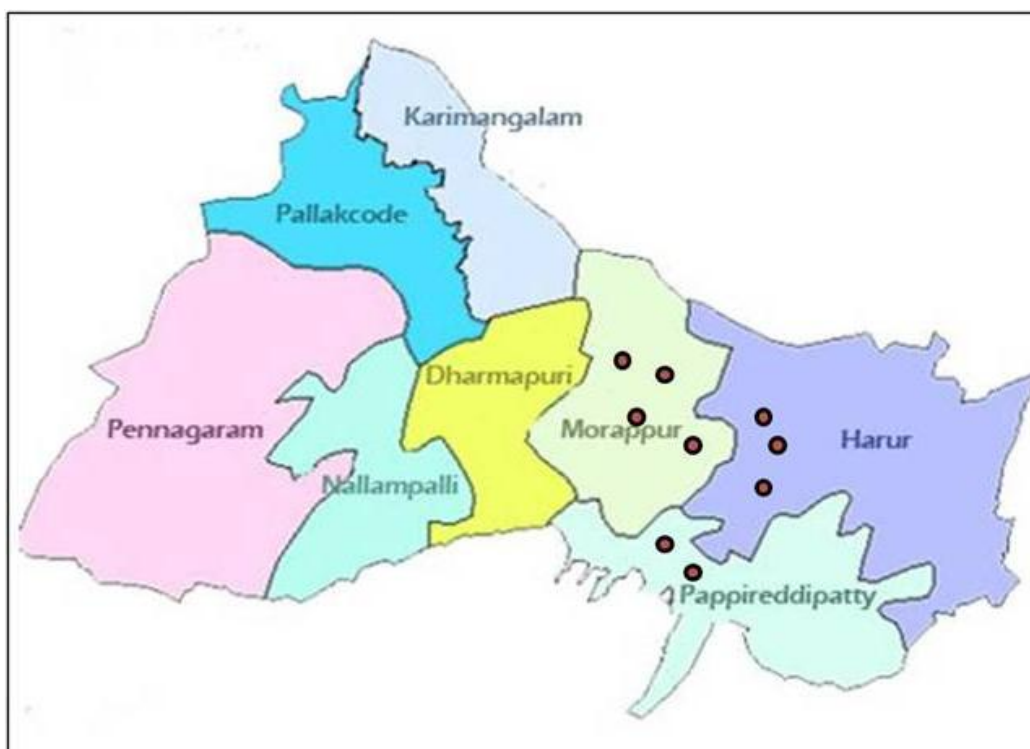 Karimangalam
Pallakcode
Dharmapuri
Pennagaram
Morappur
Harur
Nallampalli
Pappireddipatty